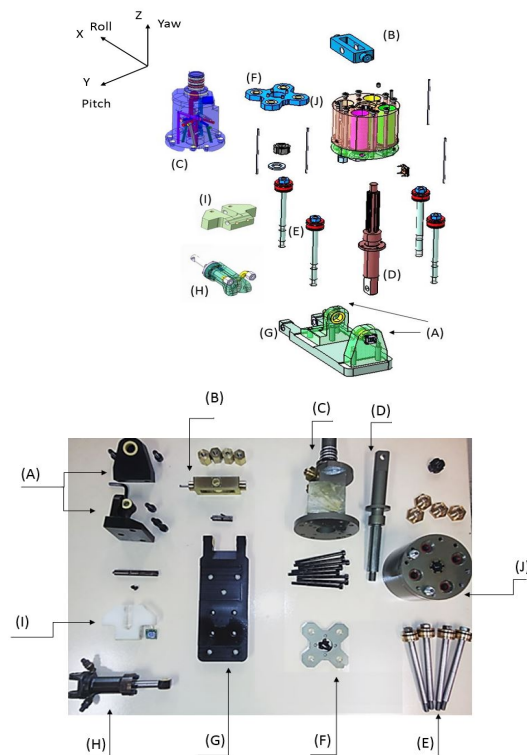 Z
Yaw
X
Roll
Y
Pitch
(B)
(F)
(J)
(C)
(I)
(E)
(H)
(D)
(G)
(A)
(B)
(C)
(D)
(A)
(J)
(I)
(H)
(G)
(F)
(E)